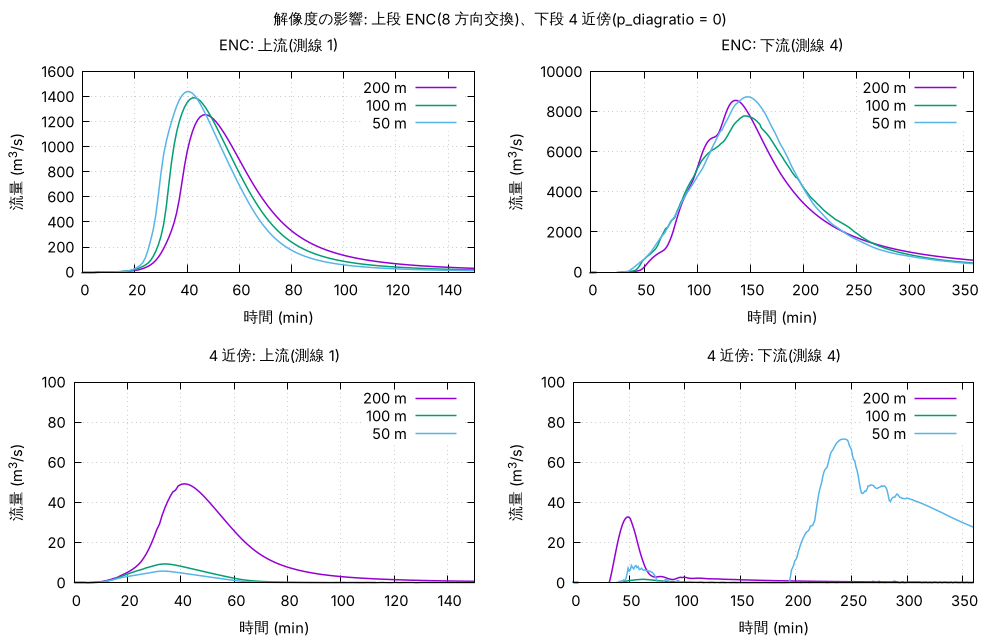 解像度の影響: 上段 ENC(8 方向交換)、下段 4 近傍(p_diagratio = 0)
ENC: 上流(測線 1)
流量 (m³/s)
1600
1400
1200
1000
800
600
400
200
0
200 m
100 m
50 m
0 20 40 60 80 100 120 140
時間 (min)
ENC: 下流(測線 4)
流量 (m³/s)
10000
8000
6000
4000
2000
0
200 m
100 m
50 m
0 50 100 150 200 250 300 350
時間 (min)
4 近傍: 上流(測線 1)
流量 (m³/s)
100
80
60
40
20
0
200 m
100 m
50 m
0 20 40 60 80 100 120 140
時間 (min)
4 近傍: 下流(測線 4)
流量 (m³/s)
100
80
60
40
20
0
200 m
100 m
50 m
0 50 100 150 200 250 300 350
時間 (min)